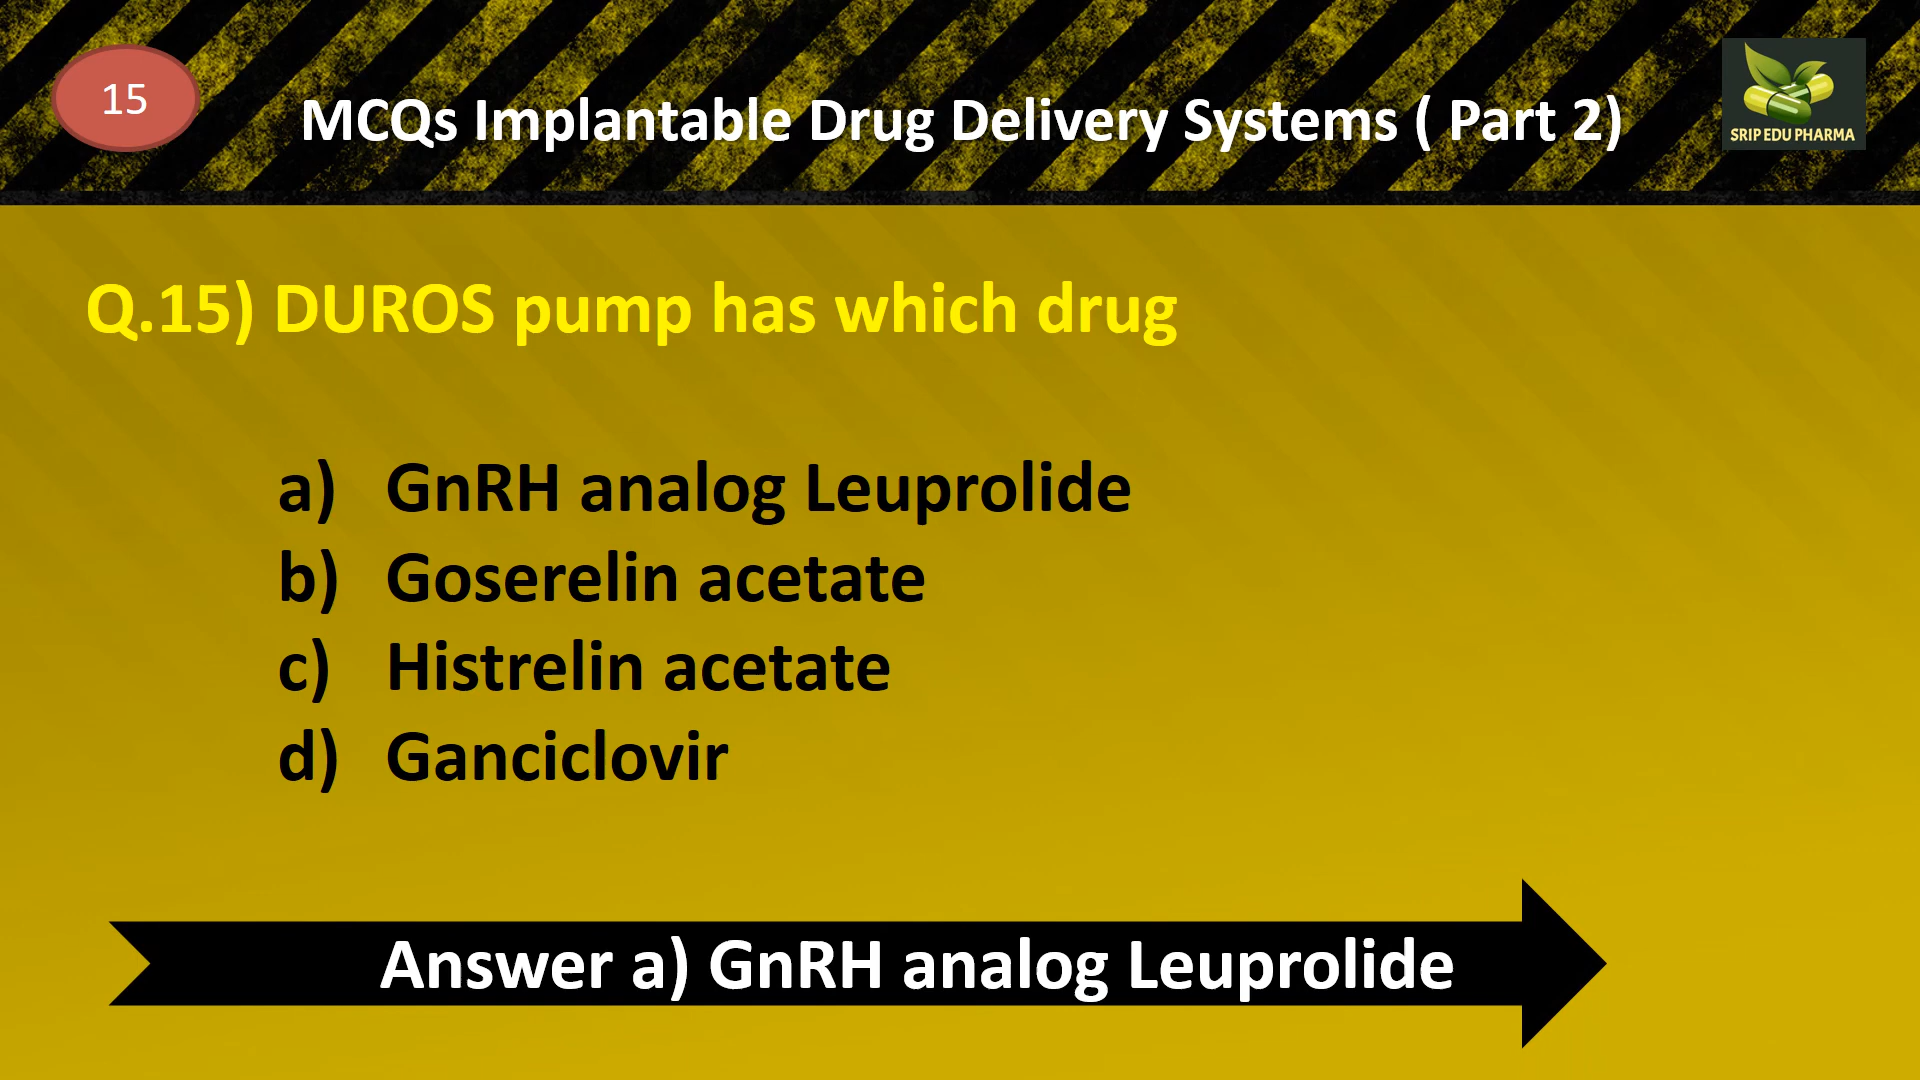 15
MCQs Implantable Drug Delivery Systems ( Part 2)
SRIP EDU PHARMA
Q.15) DUROS pump has which drug
a) GnRH analog Leuprolide
b) Goserelin acetate
c) Histrelin acetate
d) Ganciclovir
Answer a) GnRH analog Leuprolide